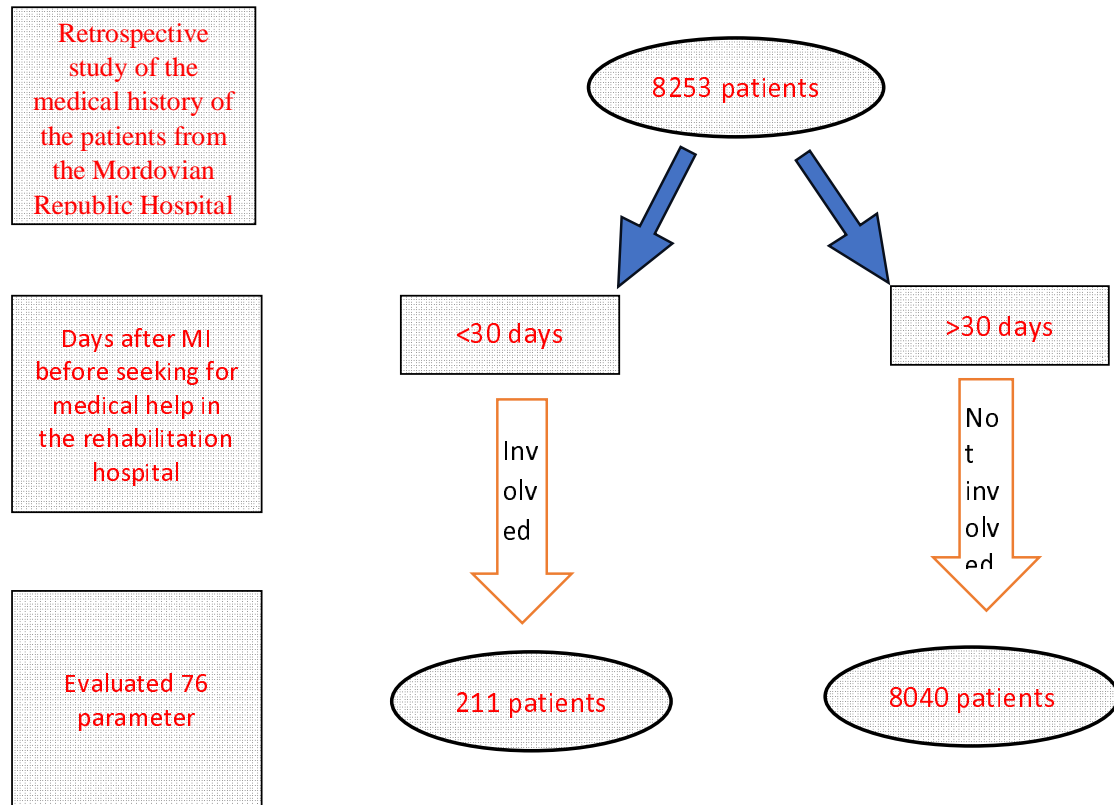 Retrospective
study of the
medical history of
the patients from
the Mordovian
Republic Hospital
8253 patients
Days after MI
before seeking for
medical help in
the rehabilitation
hospital
<30 days
>30 days
Inv
olv
ed
No
t
inv
olv
ed
Evaluated 76
parameter
211 patients
8040 patients